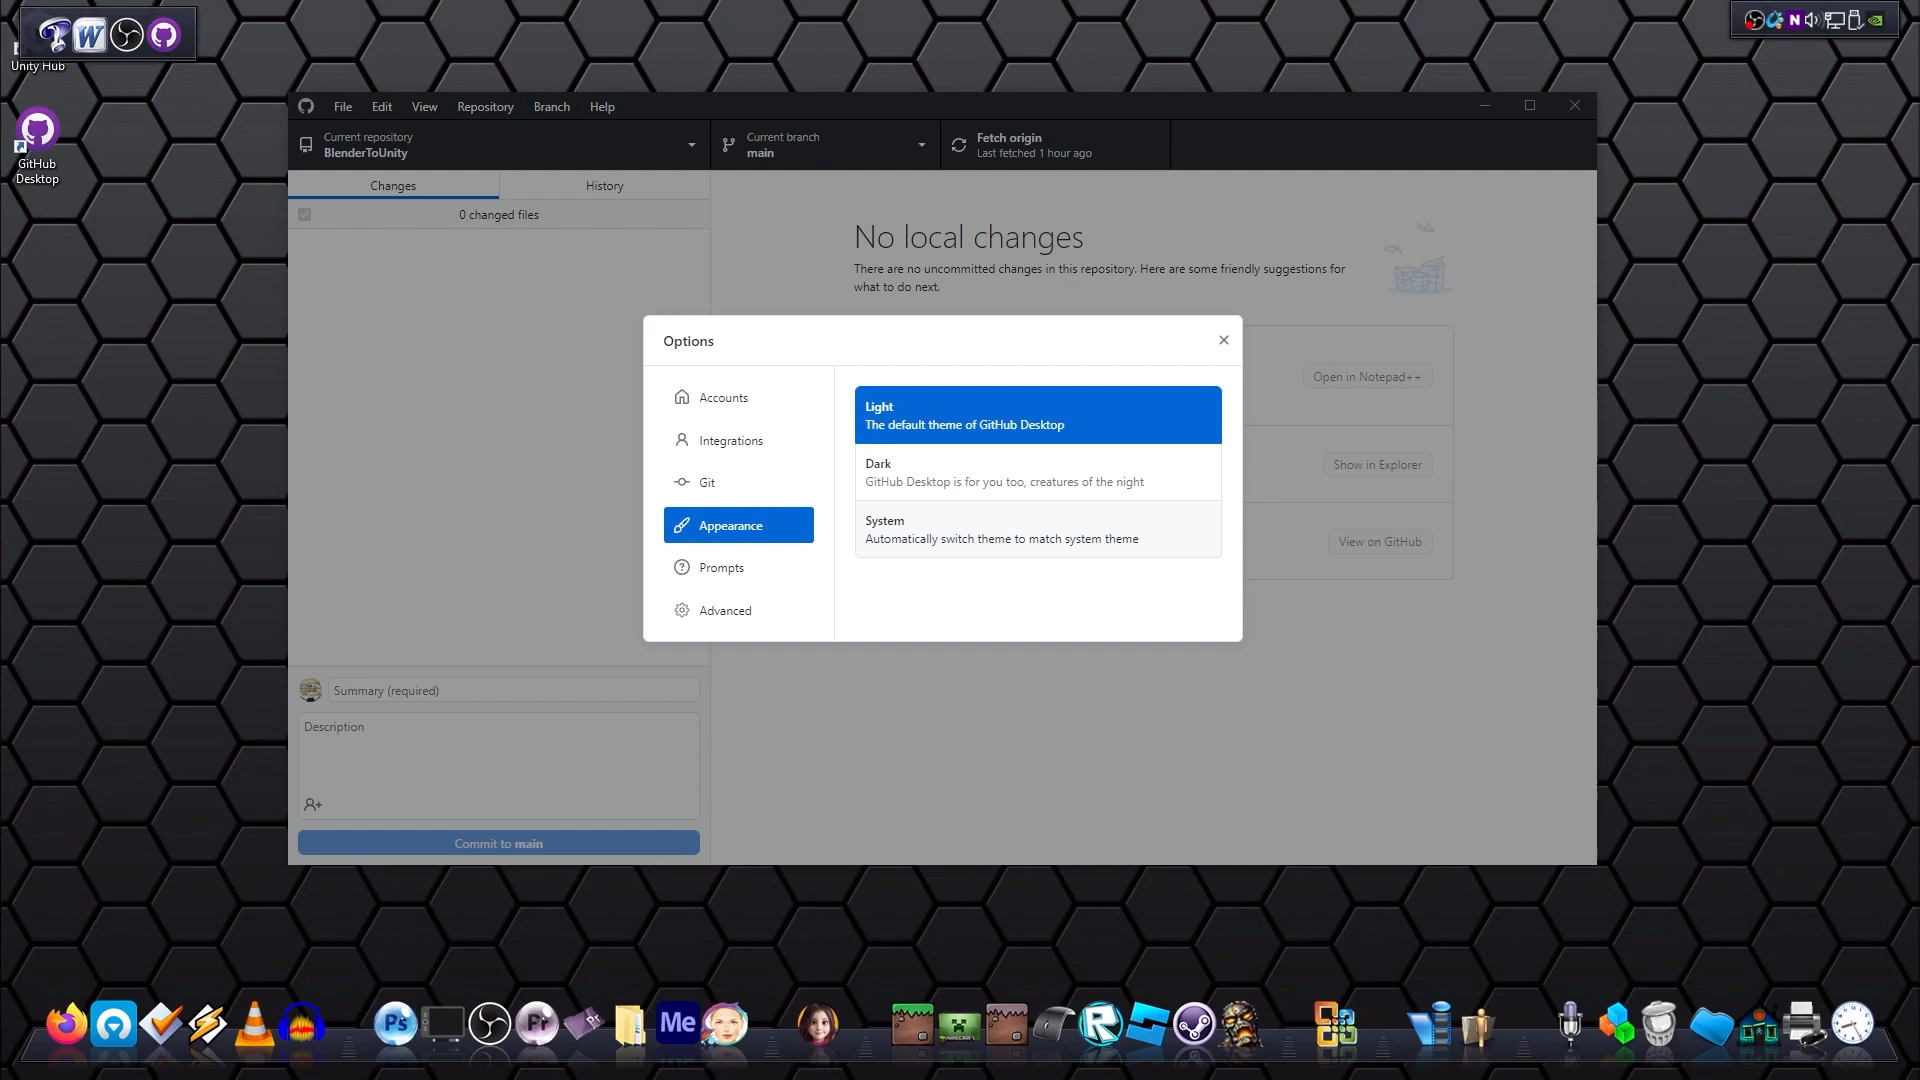 Unity Hub
GitHub
Desktop
File Edit View Repository Branch Help
Current repository
BlenderToUnity
Current branch
main
Fetch origin
Last fetched 1 hour ago
Changes
History
0 changed files
No local changes
There are no uncommitted changes in this repository. Here are some friendly suggestions for
what to do next.
Open in Notepad++
Show in Explorer
View on GitHub
Options
Accounts
Integrations
Git
Appearance
Prompts
Advanced
Light
The default theme of GitHub Desktop
Dark
GitHub Desktop is for you too, creatures of the night
System
Automatically switch theme to match system theme
Summary (required)
Description
Commit to main
W
N
Ps
Pr
Pr
Me
MINECRAFT
R